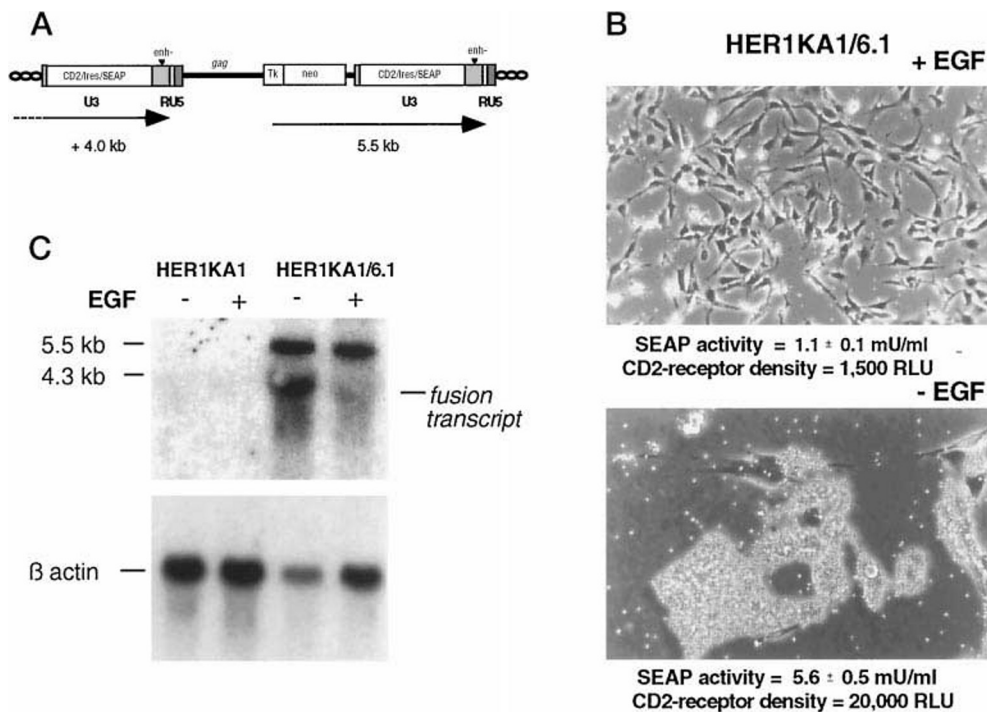 A
enh-
gag
enh-
CD2/Ires/SEAP
Tk
neo
CD2/Ires/SEAP
U3
RU5
U3
RU5
+ 4.0 kb
5.5 kb
B
HER1KA1/6.1
+ EGF
SEAP activity = 1.1 ± 0.1 mU/ml
CD2-receptor density = 1,500 RLU
- EGF
SEAP activity = 5.6 ± 0.5 mU/ml
CD2-receptor density = 20,000 RLU
C
HER1KA1 HER1KA1/6.1
EGF - + - +
5.5 kb
4.3 kb
fusion
transcript
ß actin